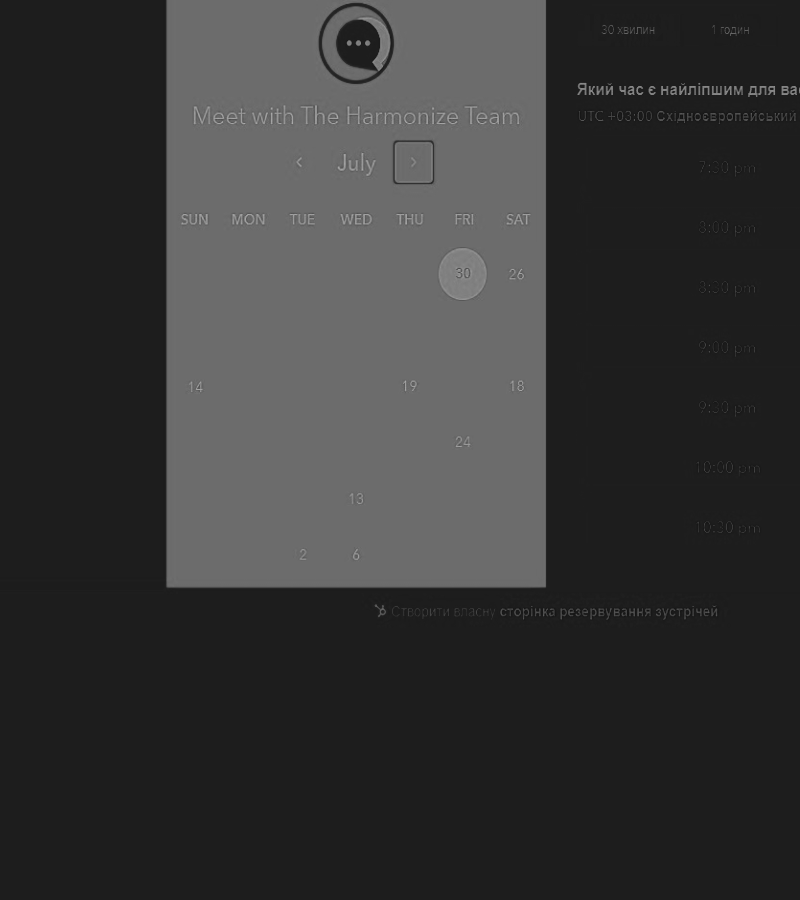 30 хвилин 1 годин
Meet with The Harmonize Team
Який час є найліпшим для
UTC +03:00 Східноєвропейський
July
SUN MON TUE WED THU FRI SAT
7:30 pm
8:00 pm
8:30 pm
9:00 pm
9:30 pm
10:00 pm
10:30 pm
30 26
14 19 18
24
13
2 6
Створити власну сторінка резервування зустрічей